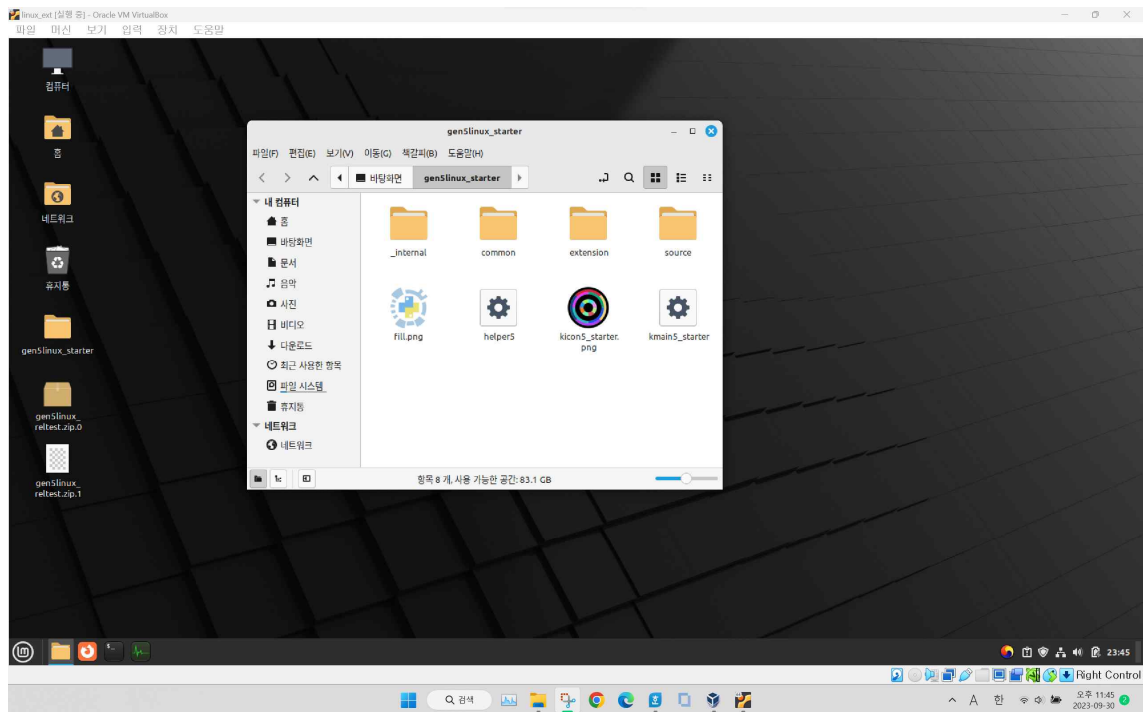 linux_ext [실행 중] - Oracle VM VirtualBox
파일 머신 보기 입력 장치 도움말
컴퓨터
홈
네트워크
휴지통
gen5linux_starter
gen5linux_
reltest.zip.0
gen5linux_
reltest.zip.1
gen5linux_starter
파일(F) 편집(E) 보기(V) 이동(G) 책갈피(B) 도움말(H)
바탕화면 gen5linux_starter
내 컴퓨터
홈
바탕화면
문서
음악
사진
비디오
다운로드
최근 사용한 항목
파일 시스템
휴지통
네트워크
네트워크
_internal common extension source
fill.png helper5 kicon5_starter.
png kmain5_starter
항목 8 개, 사용 가능한 공간: 83.1 GB
23:45
Right Control
검색
A 한 오후 11:45
2023-09-30 2